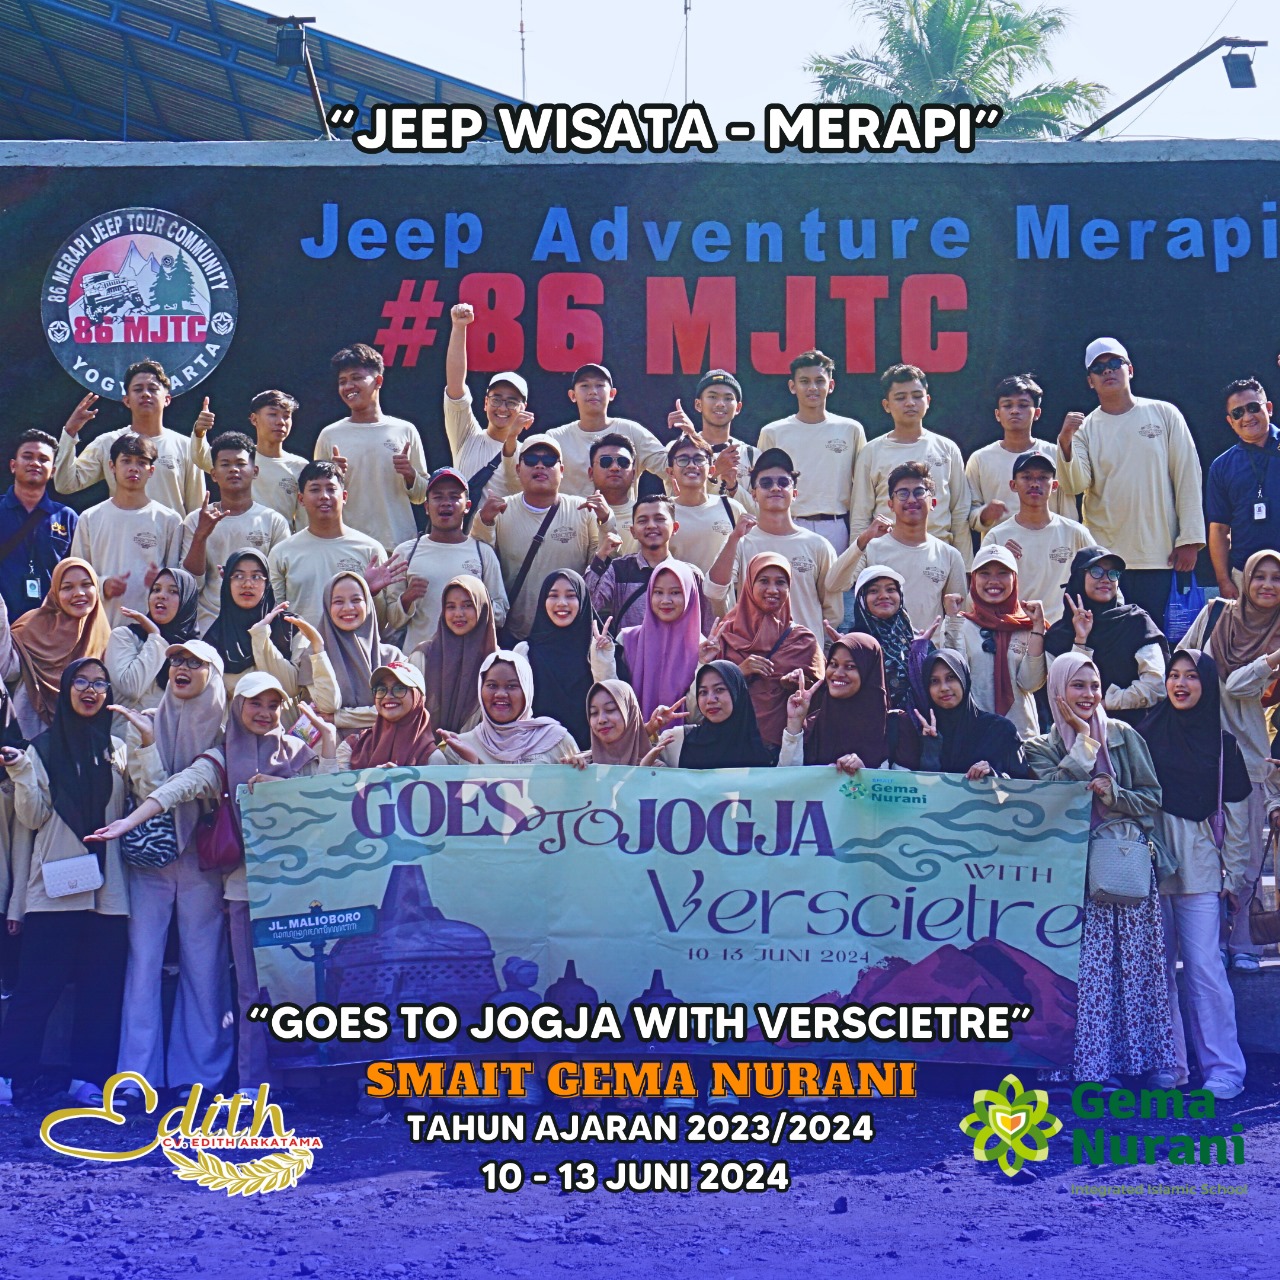 "JEEP WISATA - MERAPI"
86 MERAPI JEEP TOUR COMMUNITY
86 MJTC
YOGYAKARTA
Jeep Adventure Merapi
#86 MJTC
GOES TO JOGJA
Gema
Nurani
WITH
Verscietre
10-13 JUNI 2024
JL. MALIOBORO
"GOES TO JOGJA WITH VERSCIETRE"
SMAIT GEMA NURANI
TAHUN AJARAN 2023/2024
10 - 13 JUNI 2024
Edith
CV. EDITH ARKATAMA
Gema
Nurani
Integrated Islamic School